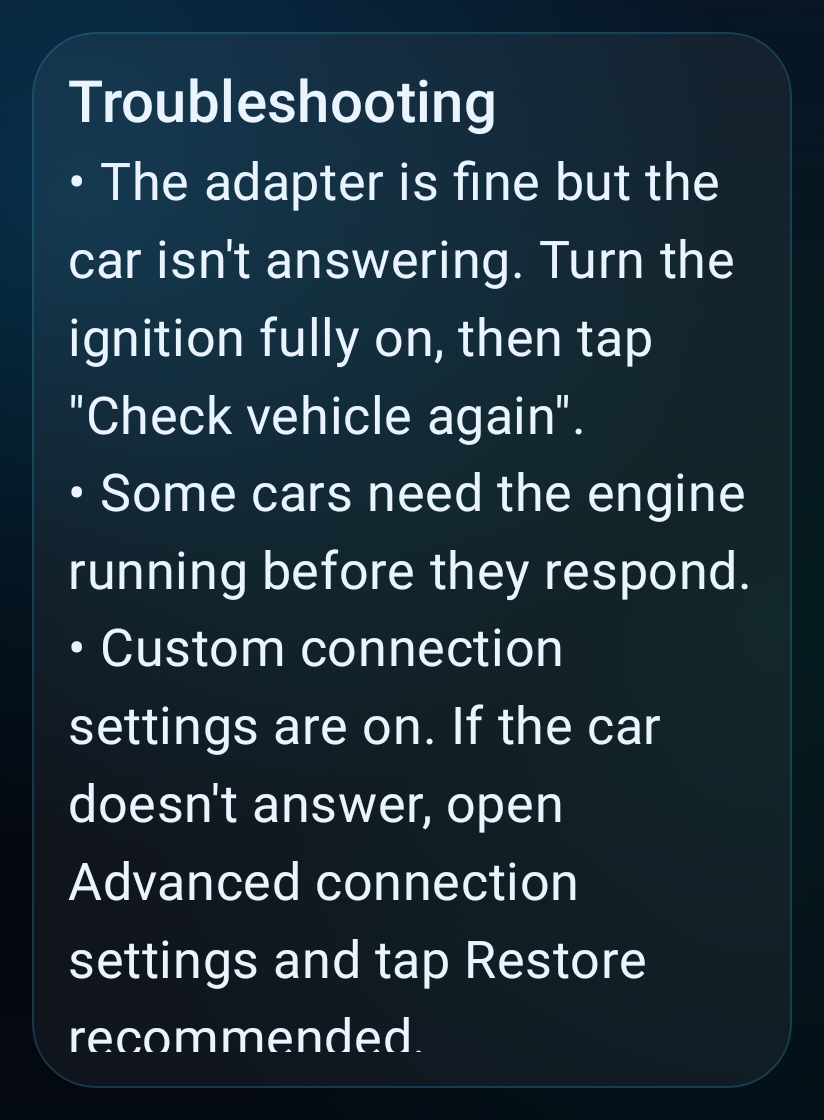 Troubleshooting
• The adapter is fine but the
car isn't answering. Turn the
ignition fully on, then tap
"Check vehicle again".
• Some cars need the engine
running before they respond.
• Custom connection
settings are on. If the car
doesn't answer, open
Advanced connection
settings and tap Restore
recommended.